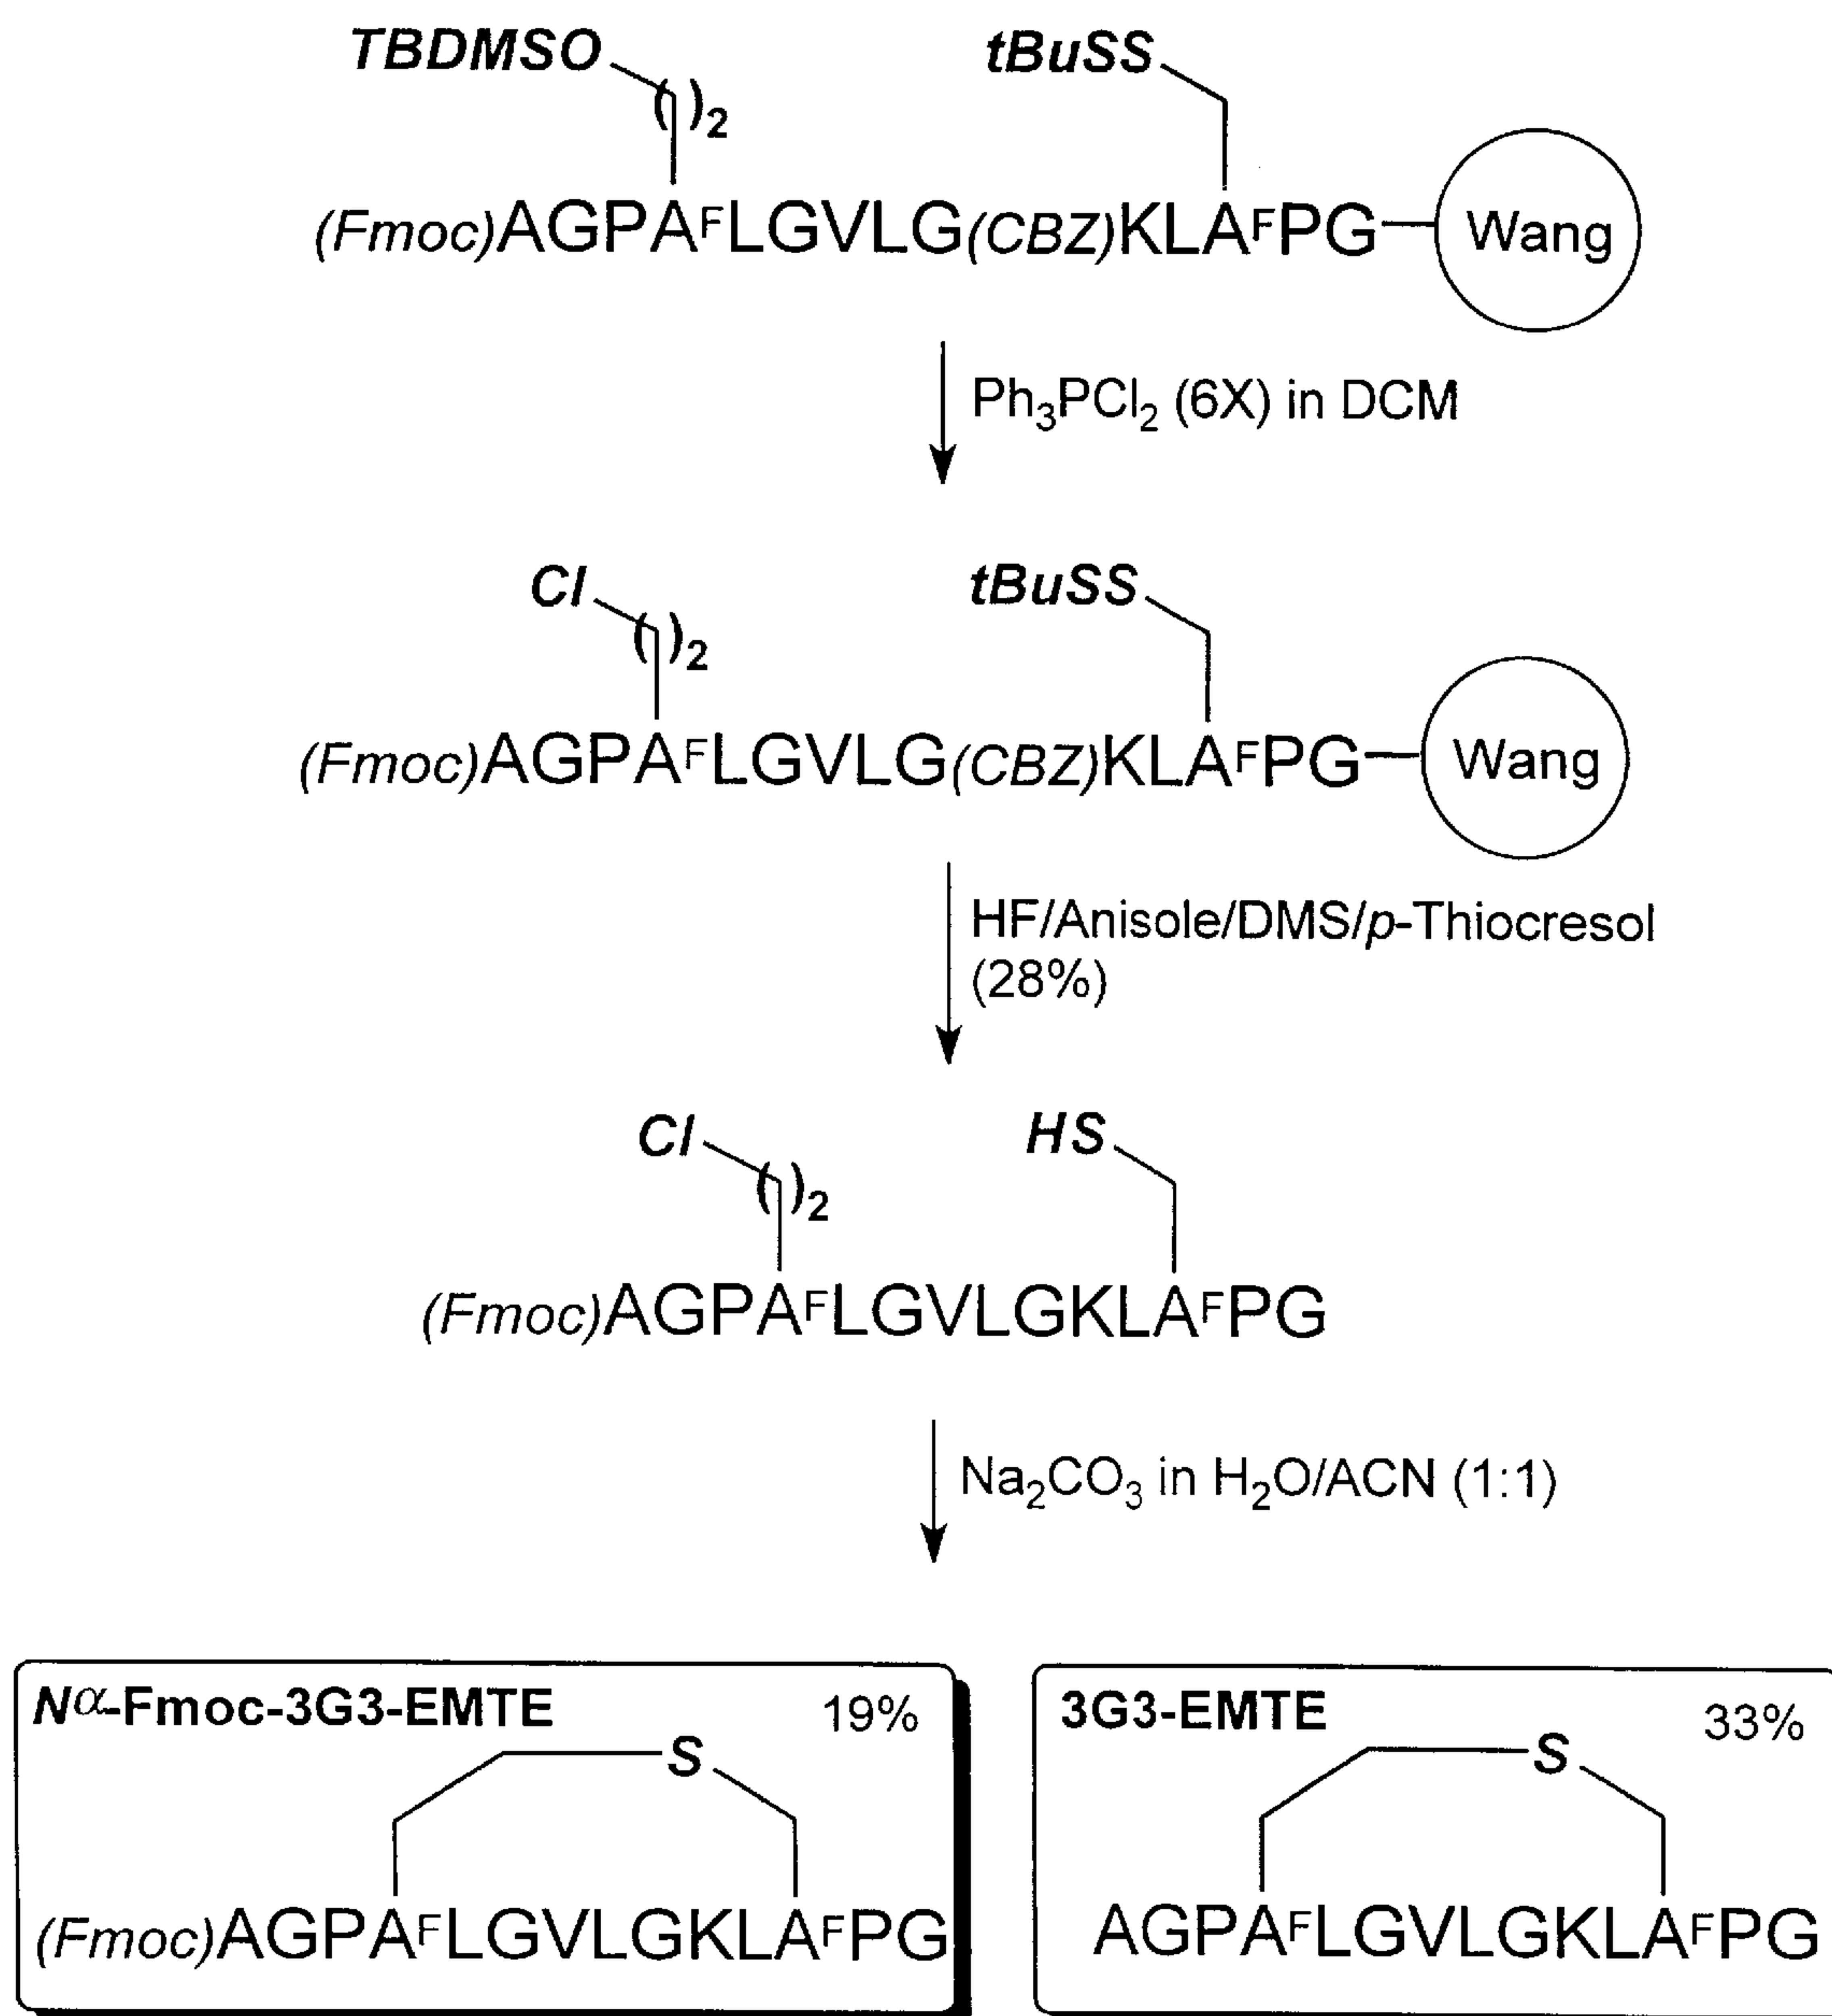 TBDMSO tBuSS
( )2
(Fmoc)AGPAFLGVLG(CBZ)KLAFPG Wang
Ph3PCl2 (6X) in DCM
Cl tBuSS
( )2
(Fmoc)AGPAFLGVLG(CBZ)KLAFPG Wang
HF/Anisole/DMS/p-Thiocresol
(28%)
Cl HS
( )2
(Fmoc)AGPAFLGVLGKLAFPG
Na2CO3 in H2O/ACN (1:1)
Nα-Fmoc-3G3-EMTE 19%
S
(Fmoc)AGPAFLGVLGKLAFPG
3G3-EMTE 33%
S
AGPAFLGVLGKLAFPG